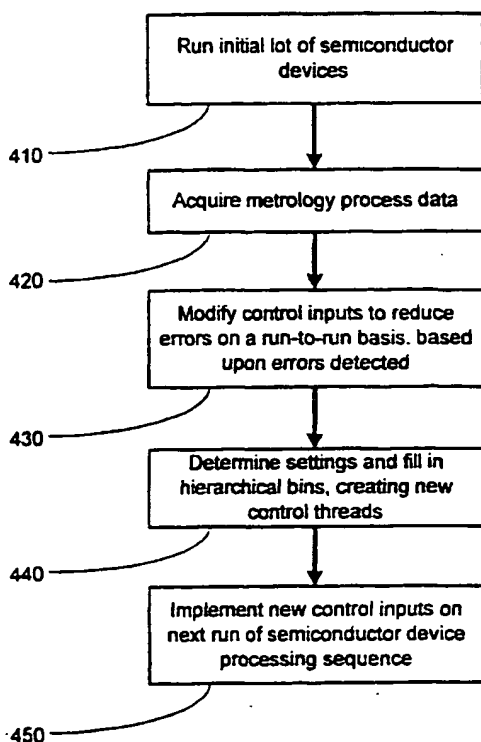 Run initial lot of semiconductor
devices
410
Acquire metrology process data
420
Modify control inputs to reduce
errors on a run-to-run basis. based
upon errors detected
430
Determine settings and fill in
hierarchical bins, creating new
control threads
440
Implement new control inputs on
next run of semiconductor device
processing sequence
450